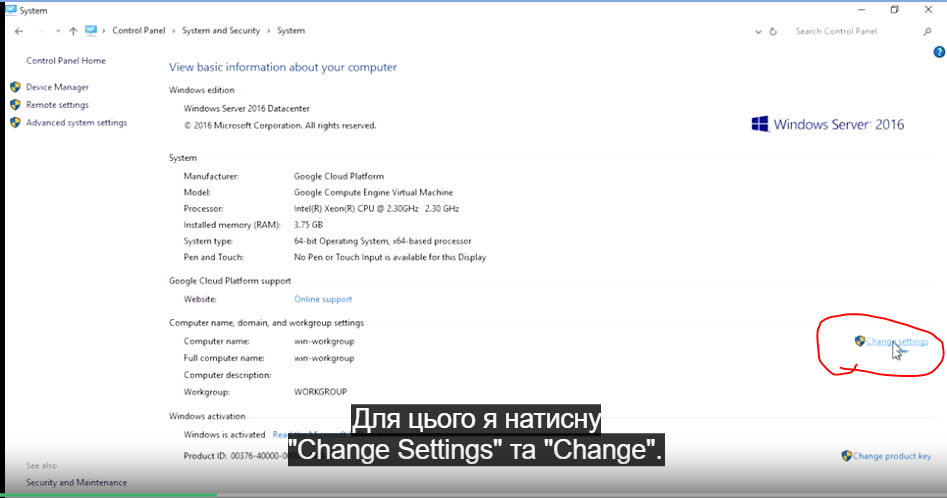 System
Control Panel › System and Security › System
Search Control Panel
?
Control Panel Home
Device Manager
Remote settings
Advanced system settings
View basic information about your computer
Windows edition
Windows Server 2016 Datacenter
© 2016 Microsoft Corporation. All rights reserved.
Windows Server® 2016
System
Manufacturer: Google Cloud Platform
Model: Google Compute Engine Virtual Machine
Processor: Intel(R) Xeon(R) CPU @ 2.30GHz 2.30 GHz
Installed memory (RAM): 3.75 GB
System type: 64-bit Operating System, x64-based processor
Pen and Touch: No Pen or Touch Input is available for this Display
Google Cloud Platform support
Website: Online support
Computer name, domain, and workgroup settings
Computer name: win-workgroup
Change settings
Full computer name: win-workgroup
Computer description:
Workgroup: WORKGROUP
Windows activation
Windows is activated Read the
Product ID: 00376-40000-0
Change product key
Для цього я натисну
"Change Settings" та "Change".
See also
Security and Maintenance